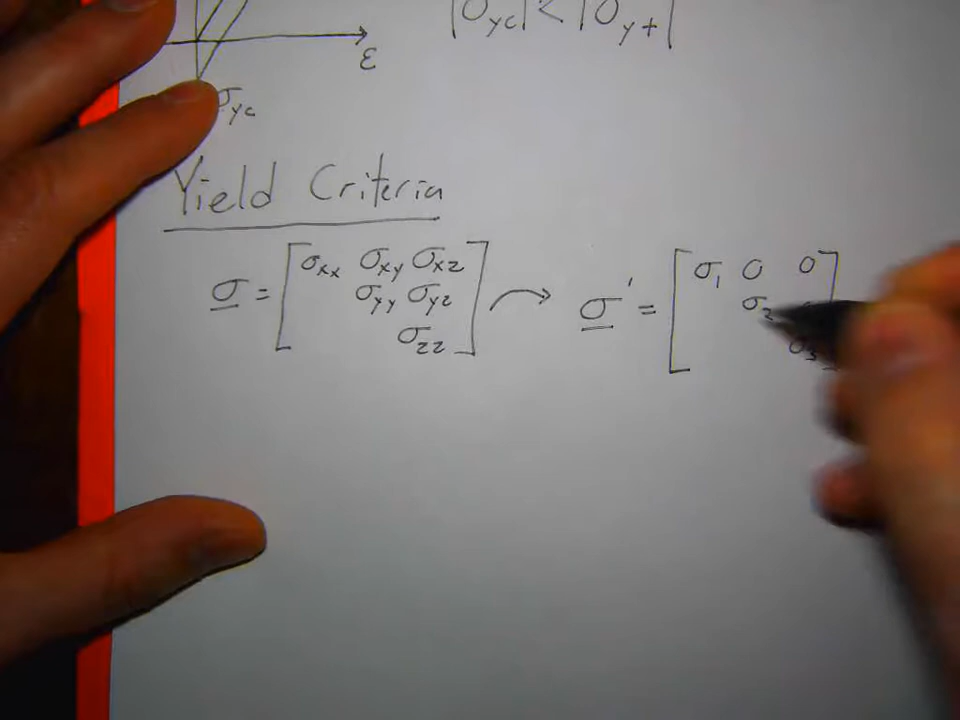 |σyc| < |σyt|
ε
σyc
Yield Criteria
σ = [σxx σxy σxz
σyy σyz
σzz]
σ' = [σ1 0 0
σ2
σ3]